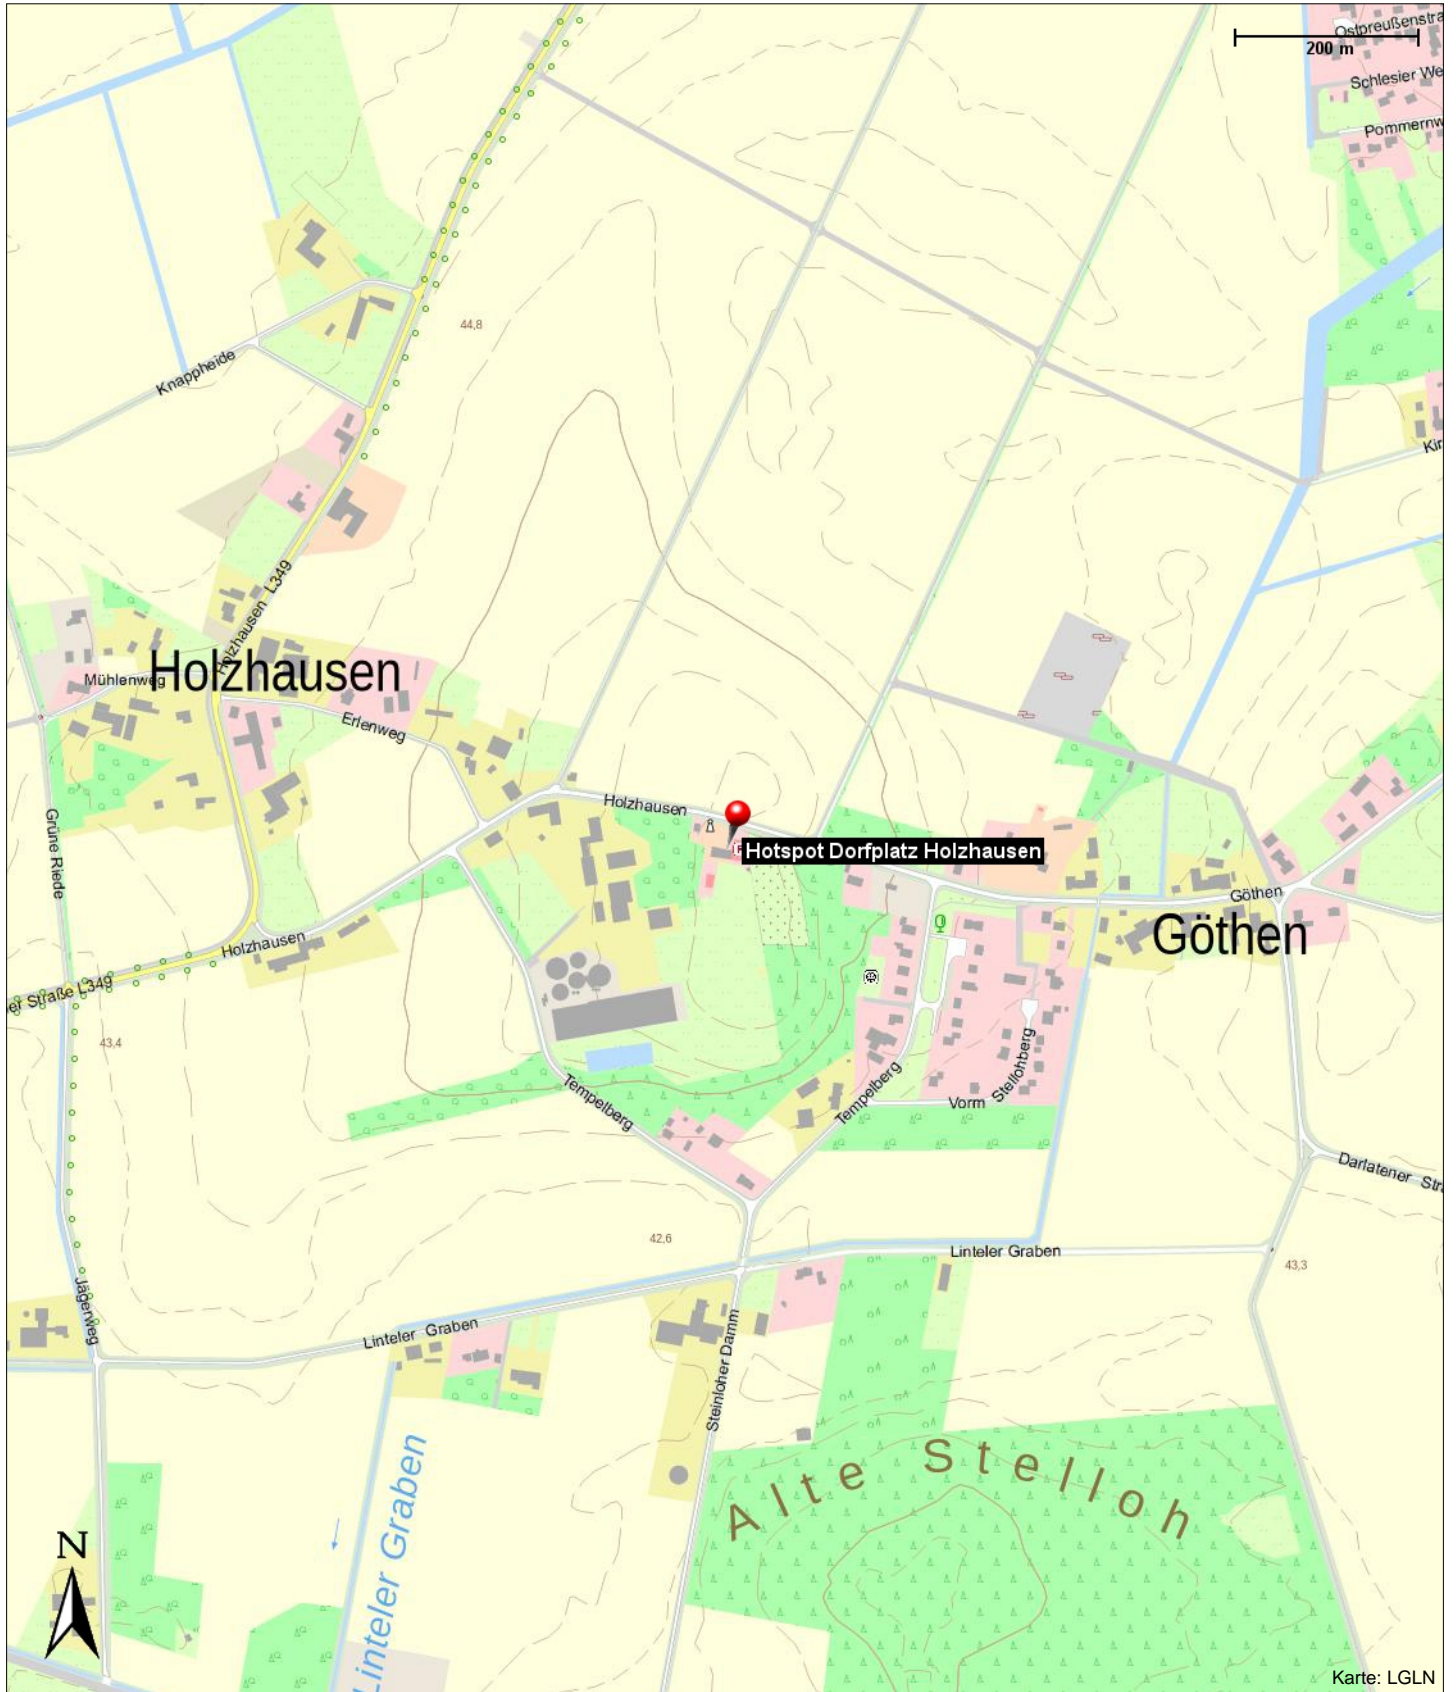 Ostpreußenstra
200 m
Schlesier We
Pommernw
44,8
Knappheide
Kir
Holzhausen L349
Holzhausen
Mühlenweg
Erlenweg
Holzhausen
Grüne Riede
Hotspot Dorfplatz Holzhausen
Göthen
Göthen
Holzhausen
er Straße L349
43,4
Tempelberg
Tempelberg
Vorm Stellohberg
Darlatener Stra
42,6
Linteler Graben
43,3
Jägerweg
Linteler Graben
Steinloher Damm
Linteler Graben
Alte Stelloh
N
Karte: LGLN